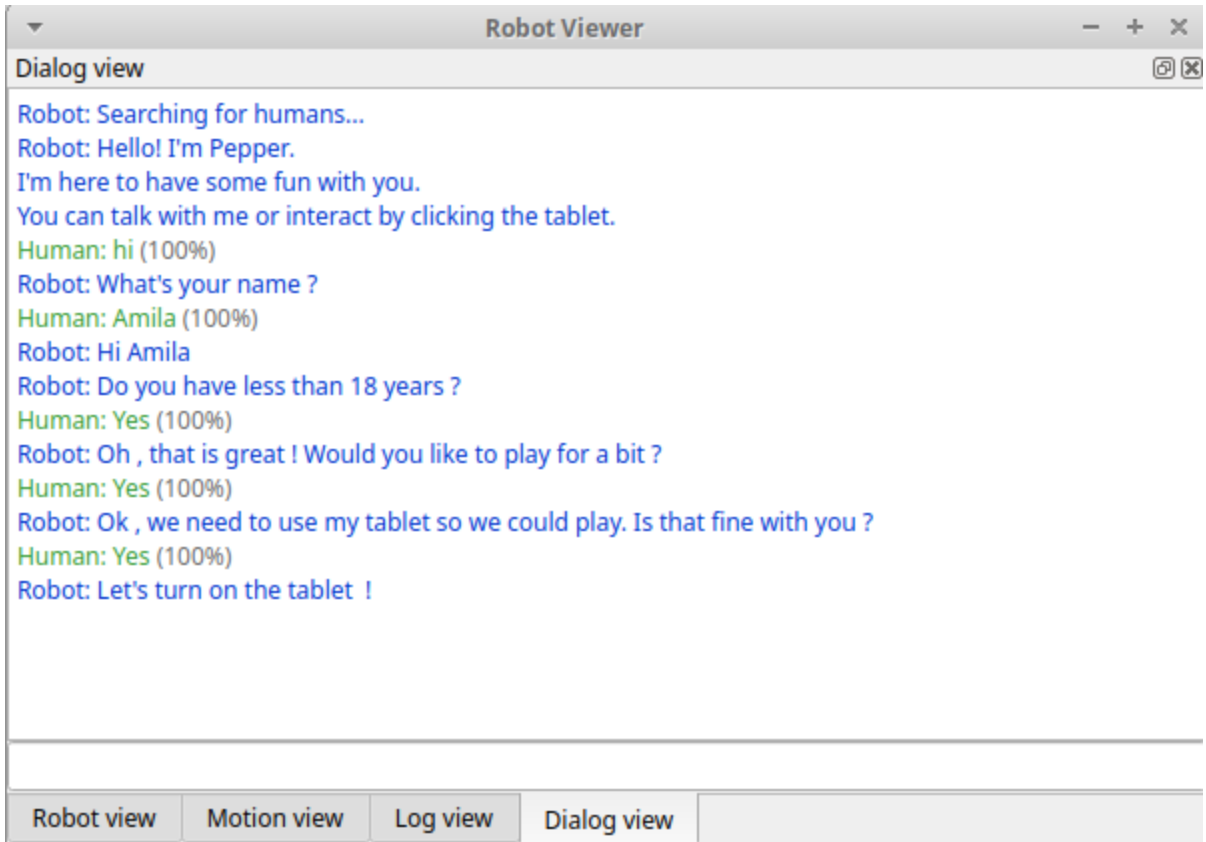 Robot Viewer
Dialog view
Robot: Searching for humans...
Robot: Hello! I'm Pepper.
I'm here to have some fun with you.
You can talk with me or interact by clicking the tablet.
Human: hi (100%)
Robot: What's your name ?
Human: Amila (100%)
Robot: Hi Amila
Robot: Do you have less than 18 years ?
Human: Yes (100%)
Robot: Oh , that is great ! Would you like to play for a bit ?
Human: Yes (100%)
Robot: Ok , we need to use my tablet so we could play. Is that fine with you ?
Human: Yes (100%)
Robot: Let's turn on the tablet  !
Robot view Motion view Log view Dialog view